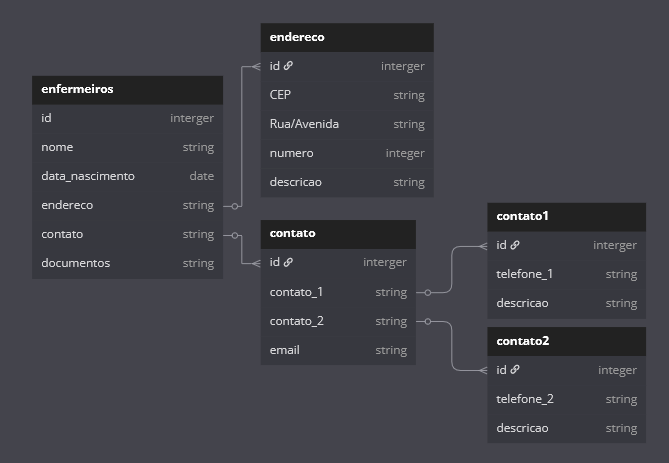 enfermeiros
id interger
nome string
data_nascimento date
endereco string
contato string
documentos string
endereco
id interger
CEP string
Rua/Avenida string
numero integer
descricao string
contato
id interger
contato_1 string
contato_2 string
email string
contato1
id interger
telefone_1 string
descricao string
contato2
id integer
telefone_2 string
descricao string